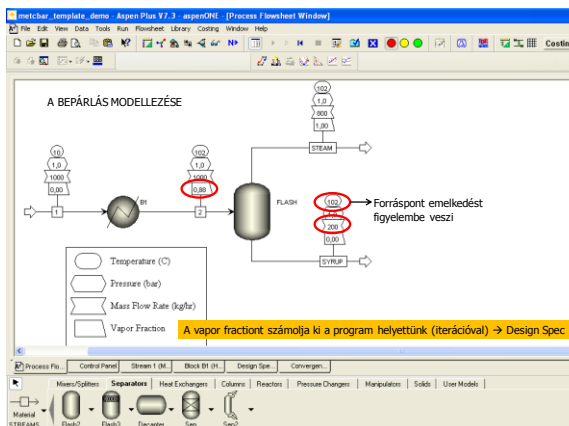 metcbar_template_demo - Aspen Plus V7.3 - aspenONE - [Process Flowsheet Window]
File Edit View Data Tools Run Flowsheet Library Costing Window Help
N>
Costin
A BEPÁRLÁS MODELLEZÉSE
102
1,0
800
1,00
STEAM
10
1,0
1000
0,00
1
B1
102
1,0
1000
0,88
2
FLASH
102
1,0
200
0,00
SYRUP
Forráspont emelkedést
figyelembe veszi
Temperature (C)
Pressure (bar)
Mass Flow Rate (kg/hr)
Vapor Fraction
A vapor fractiont számolja ki a program helyettünk (iterációval) → Design Spec
Process Flo... Control Panel Stream 1 (M... Block B1 (H... Design Spe... Convergen...
Mixers/Splitters Separators Heat Exchangers Columns Reactors Pressure Changers Manipulators Solids User Models
Material
STREAMS Flash2 Flash3 Decanter Sep Sep2